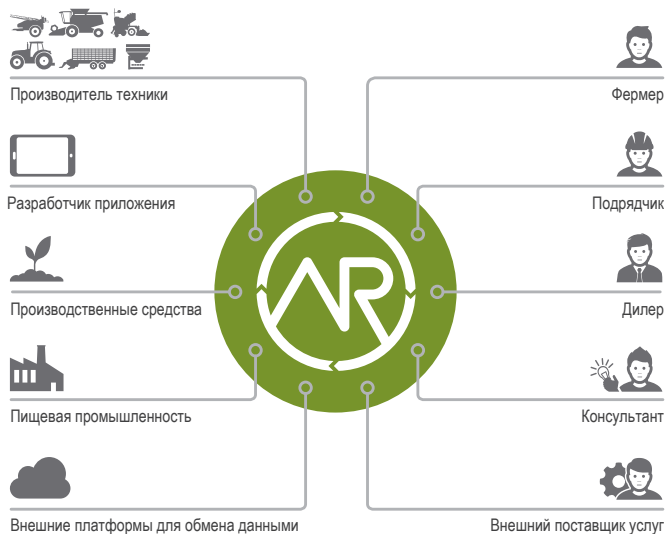 Производитель техники
Фермер
Разработчик приложения
Подрядчик
AR
Производственные средства
Дилер
Пищевая промышленность
Консультант
Внешние платформы для обмена данными
Внешний поставщик услуг